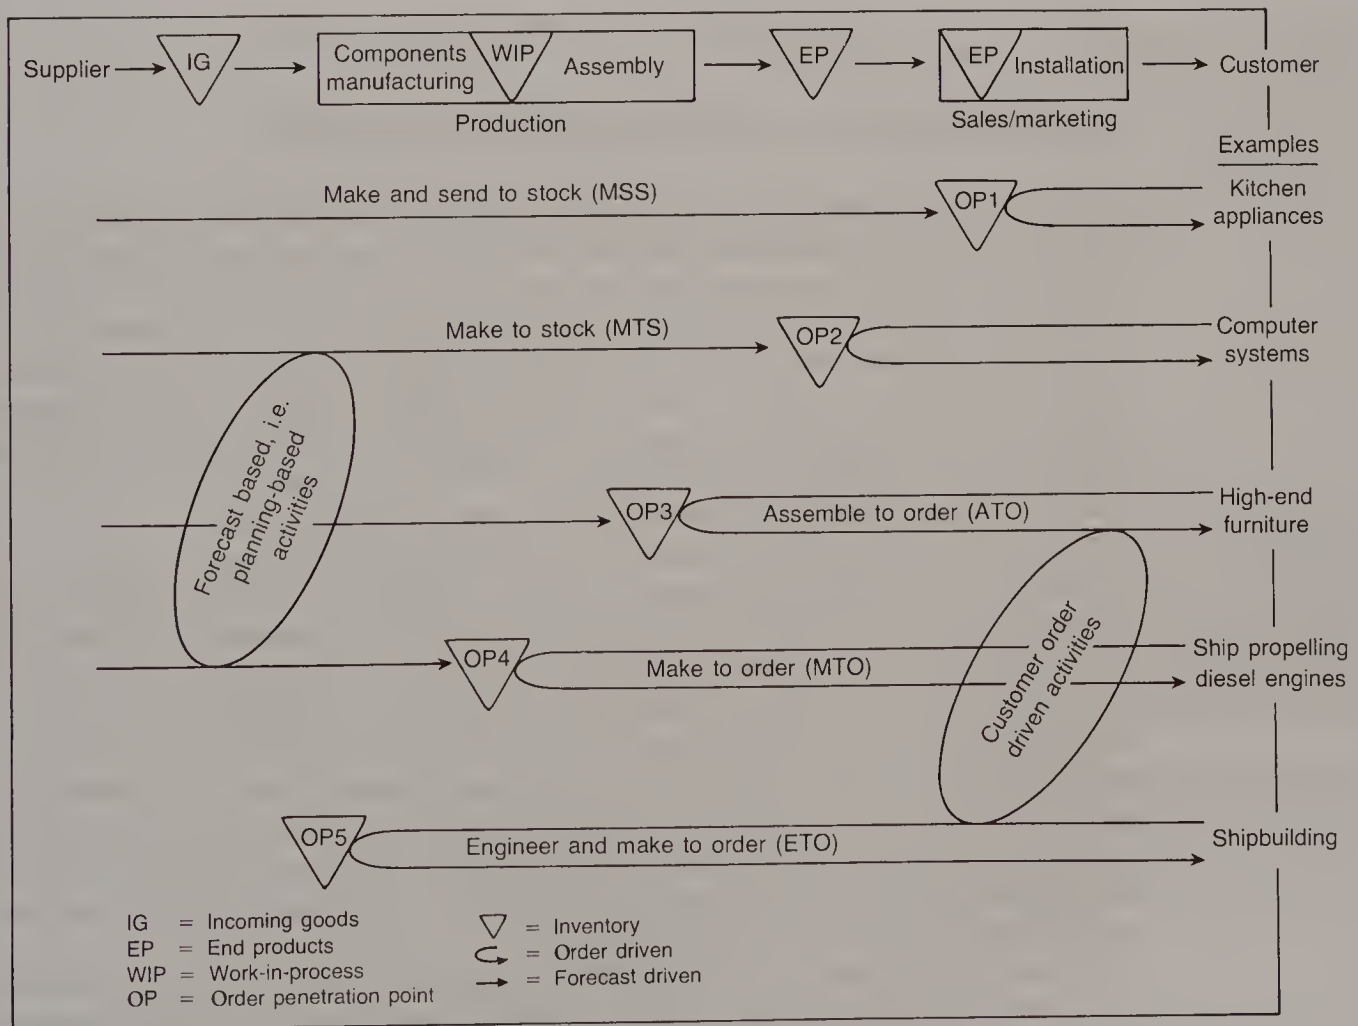 Supplier
IG
Components
manufacturing
WIP
Assembly
Production
EP
EP
Installation
Sales/marketing
Customer
Examples
Make and send to stock (MSS)
OP1
Kitchen
appliances
Make to stock (MTS)
OP2
Computer
systems
Forecast based, i.e.
planning-based
activities
OP3
Assemble to order (ATO)
High-end
furniture
OP4
Make to order (MTO)
Ship propelling
diesel engines
Customer order
driven activities
OP5
Engineer and make to order (ETO)
Shipbuilding
IG = Incoming goods
EP = End products
WIP = Work-in-process
OP = Order penetration point
= Inventory
= Order driven
= Forecast driven